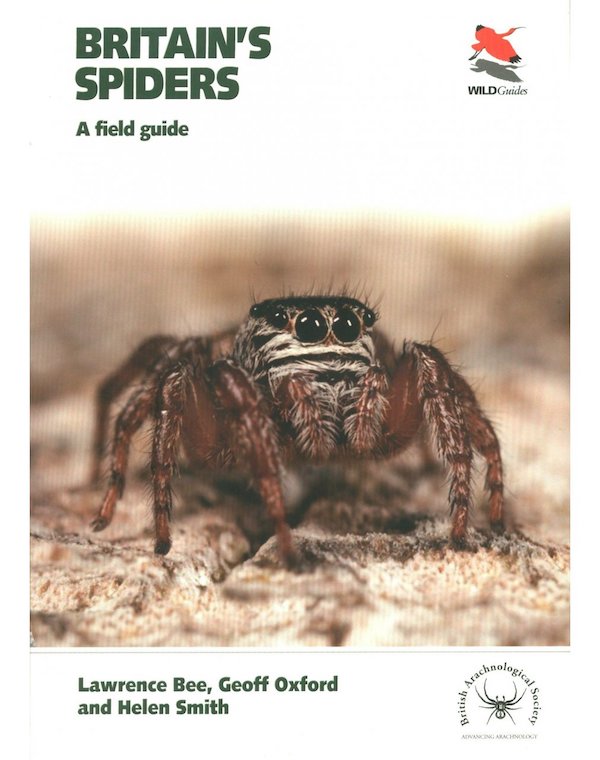 BRITAIN'S
SPIDERS
A field guide
WILDGuides
Lawrence Bee, Geoff Oxford
and Helen Smith
British Arachnological Society
ADVANCING ARACHNOLOGY